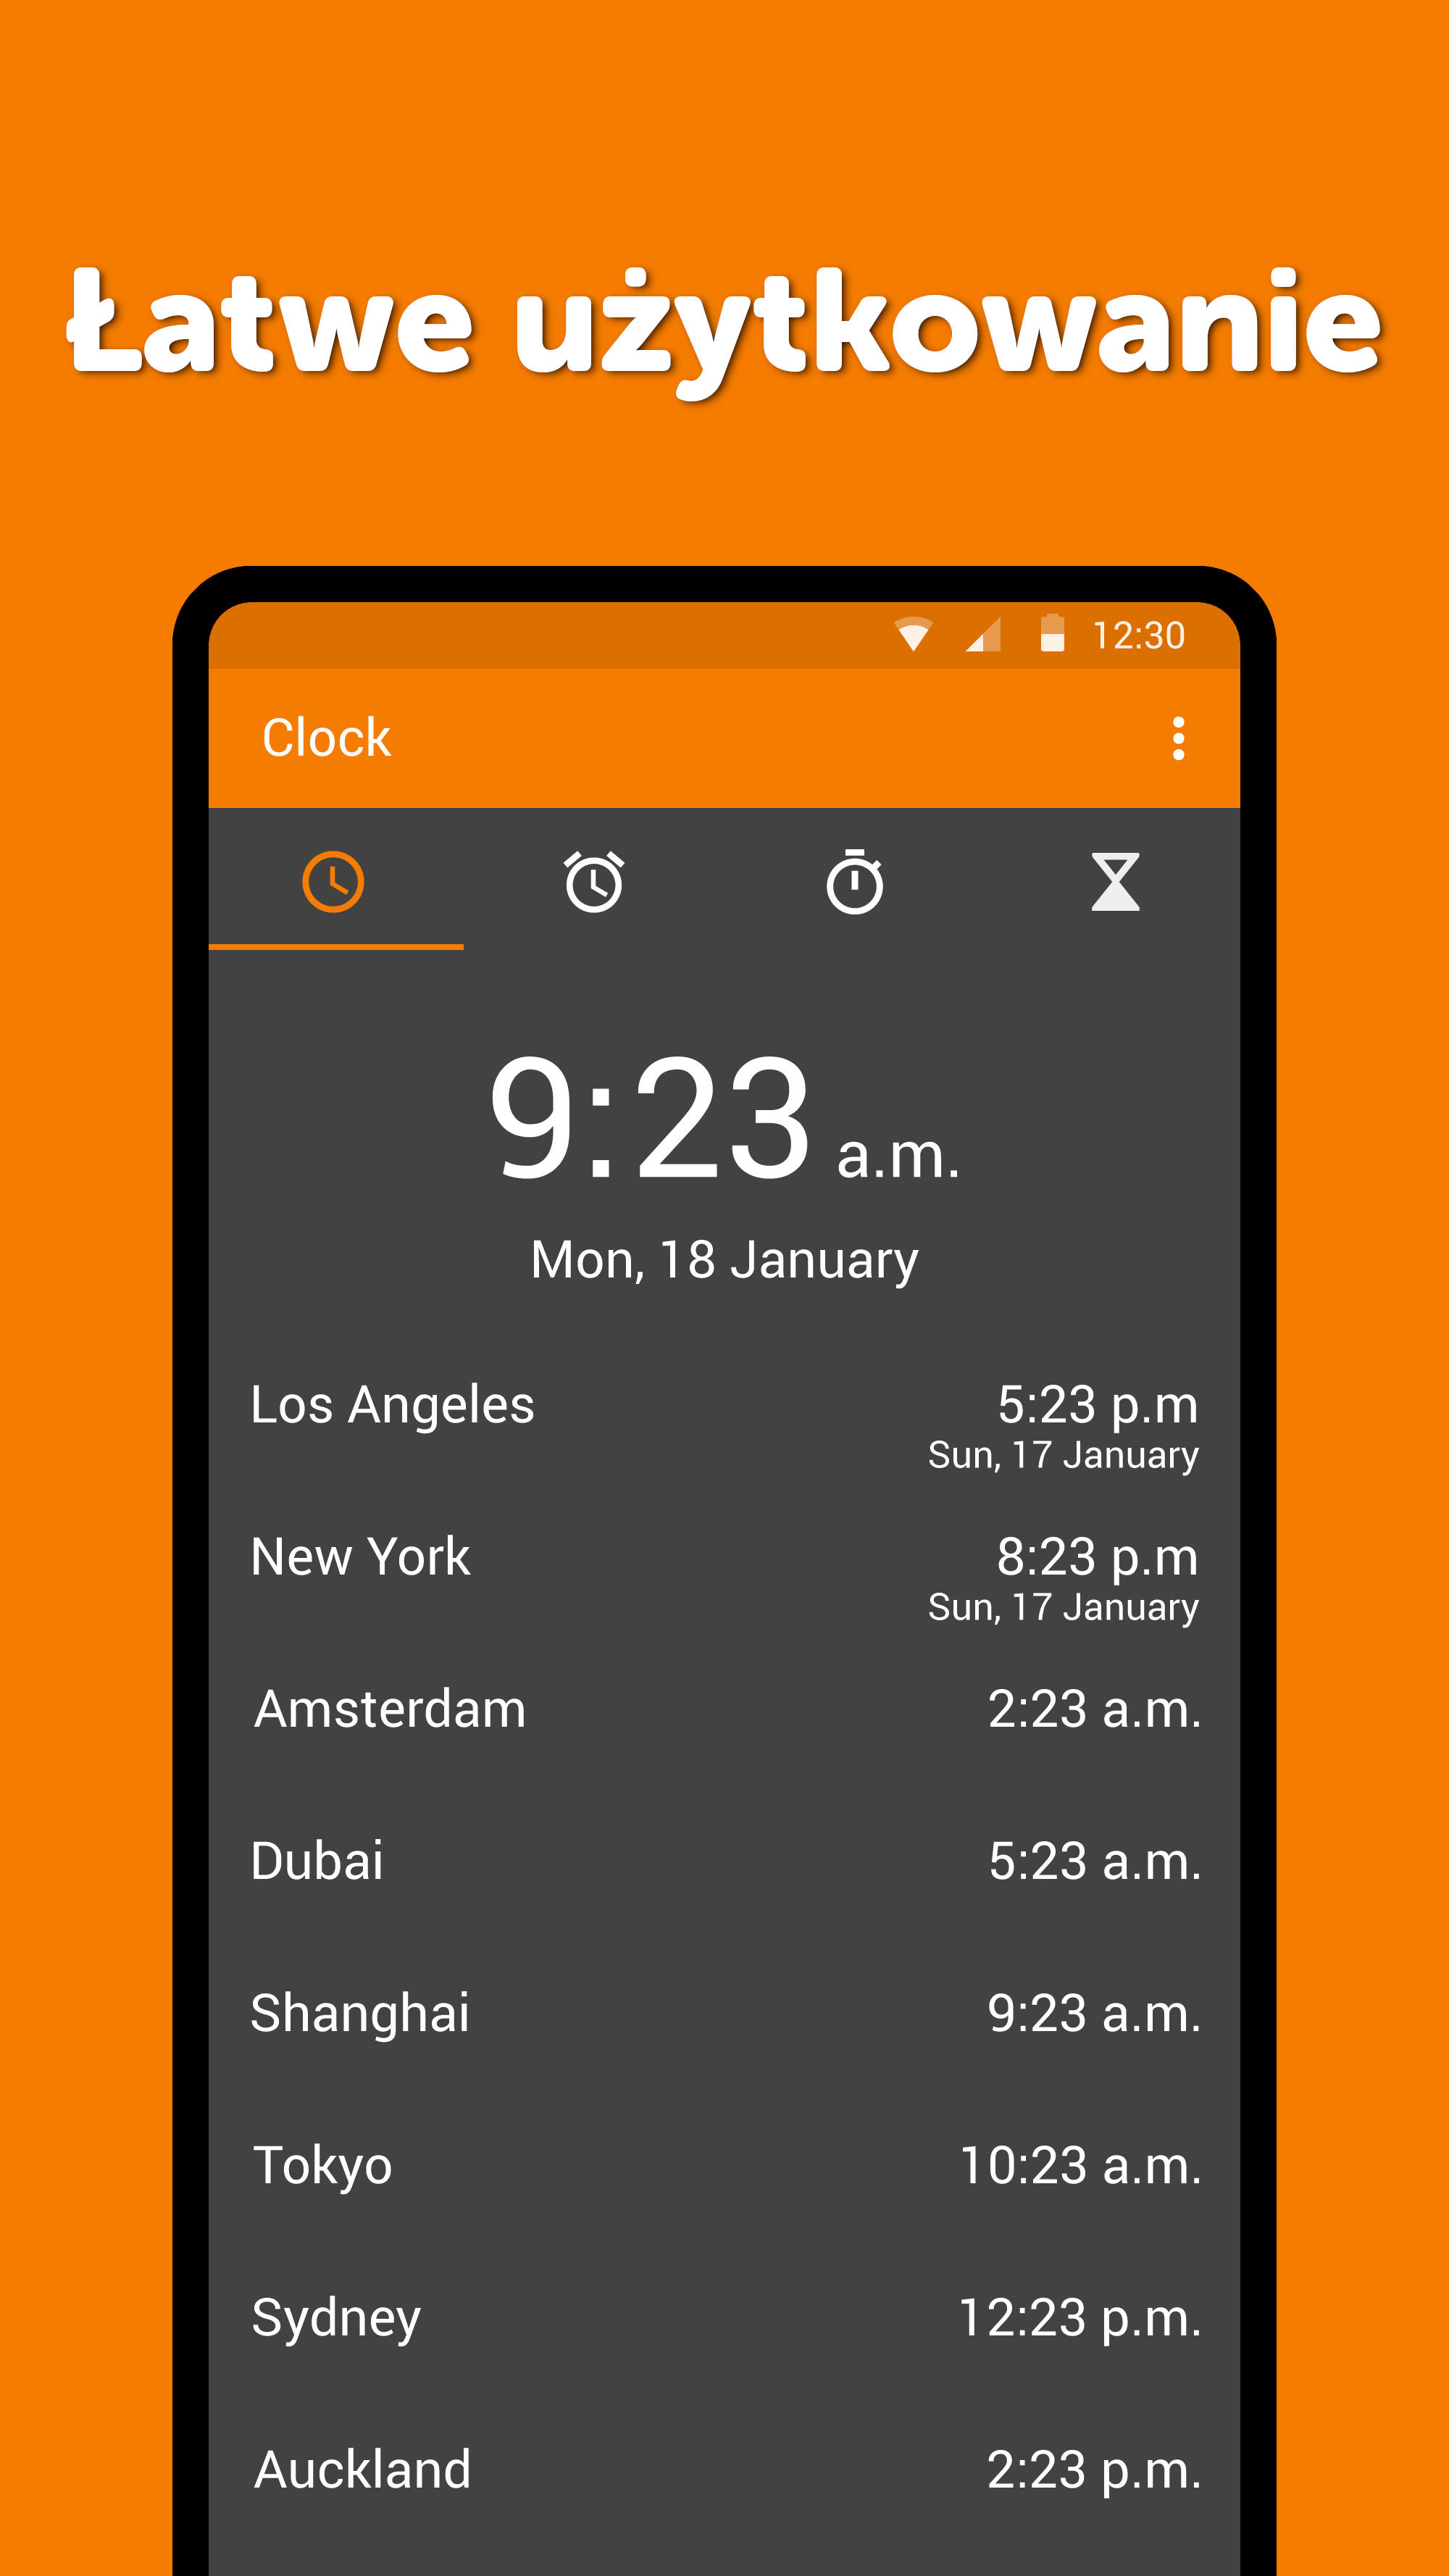 Łatwe użytkowanie
12:30
Clock
9:23 a.m.
Mon, 18 January
Los Angeles 5:23 p.m
Sun, 17 January
New York 8:23 p.m
Sun, 17 January
Amsterdam 2:23 a.m.
Dubai 5:23 a.m.
Shanghai 9:23 a.m.
Tokyo 10:23 a.m.
Sydney 12:23 p.m.
Auckland 2:23 p.m.